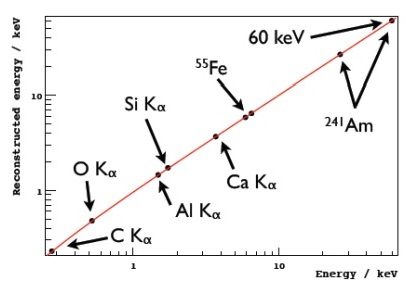 Reconstructed energy / keV
60 keV
⁵⁵Fe
10
²⁴¹Am
Si Kα
O Kα
Ca Kα
1
Al Kα
C Kα
1
10
Energy / keV